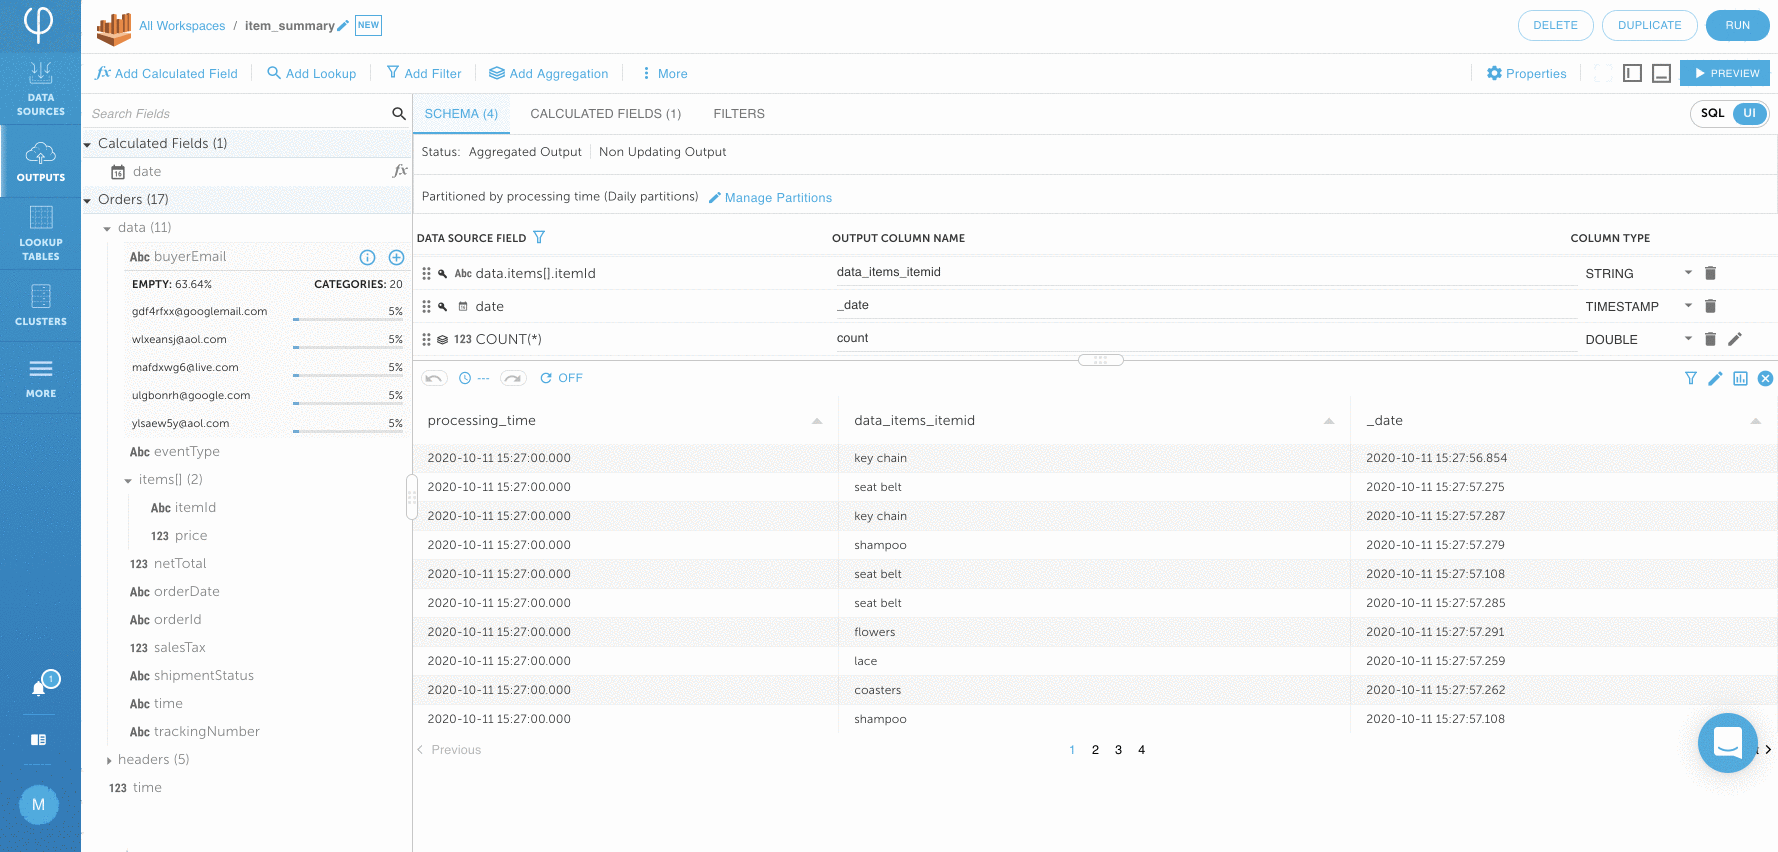 All Workspaces / item_summary NEW
DELETE DUPLICATE RUN
fx Add Calculated Field Add Lookup Add Filter Add Aggregation More Properties PREVIEW
DATA SOURCES
OUTPUTS
LOOKUP TABLES
CLUSTERS
MORE
1
M
Search Fields
Calculated Fields (1)
16 date fx
Orders (17)
data (11)
Abc buyerEmail
EMPTY: 63.64% CATEGORIES: 20
gdf4rfxx@googlemail.com 5%
wlxeansj@aol.com 5%
mafdxwg6@live.com 5%
ulgbonrh@google.com 5%
ylsaew5y@aol.com 5%
Abc eventType
items[] (2)
Abc itemId
123 price
123 netTotal
Abc orderDate
Abc orderId
123 salesTax
Abc shipmentStatus
Abc time
Abc trackingNumber
headers (5)
123 time
SCHEMA (4) CALCULATED FIELDS (1) FILTERS SQL UI
Status: Aggregated Output Non Updating Output
Partitioned by processing time (Daily partitions) Manage Partitions
DATA SOURCE FIELD OUTPUT COLUMN NAME COLUMN TYPE
Abc data.items[].itemId data_items_itemid STRING
date _date TIMESTAMP
123 COUNT(*) count DOUBLE
--- OFF
processing_time data_items_itemid _date
2020-10-11 15:27:00.000 key chain 2020-10-11 15:27:56.854
2020-10-11 15:27:00.000 seat belt 2020-10-11 15:27:57.275
2020-10-11 15:27:00.000 key chain 2020-10-11 15:27:57.287
2020-10-11 15:27:00.000 shampoo 2020-10-11 15:27:57.279
2020-10-11 15:27:00.000 seat belt 2020-10-11 15:27:57.108
2020-10-11 15:27:00.000 seat belt 2020-10-11 15:27:57.285
2020-10-11 15:27:00.000 flowers 2020-10-11 15:27:57.291
2020-10-11 15:27:00.000 lace 2020-10-11 15:27:57.259
2020-10-11 15:27:00.000 coasters 2020-10-11 15:27:57.262
2020-10-11 15:27:00.000 shampoo 2020-10-11 15:27:57.108
Previous 1 2 3 4